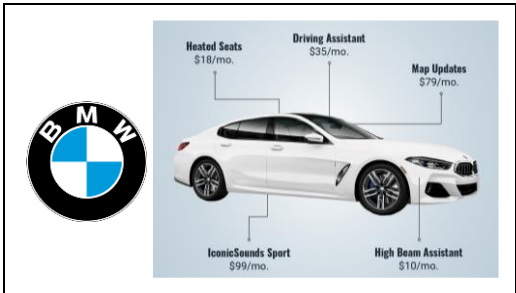 BMW
Heated Seats
$18/mo.
Driving Assistant
$35/mo.
Map Updates
$79/mo.
IconicSounds Sport
$99/mo.
High Beam Assistant
$10/mo.